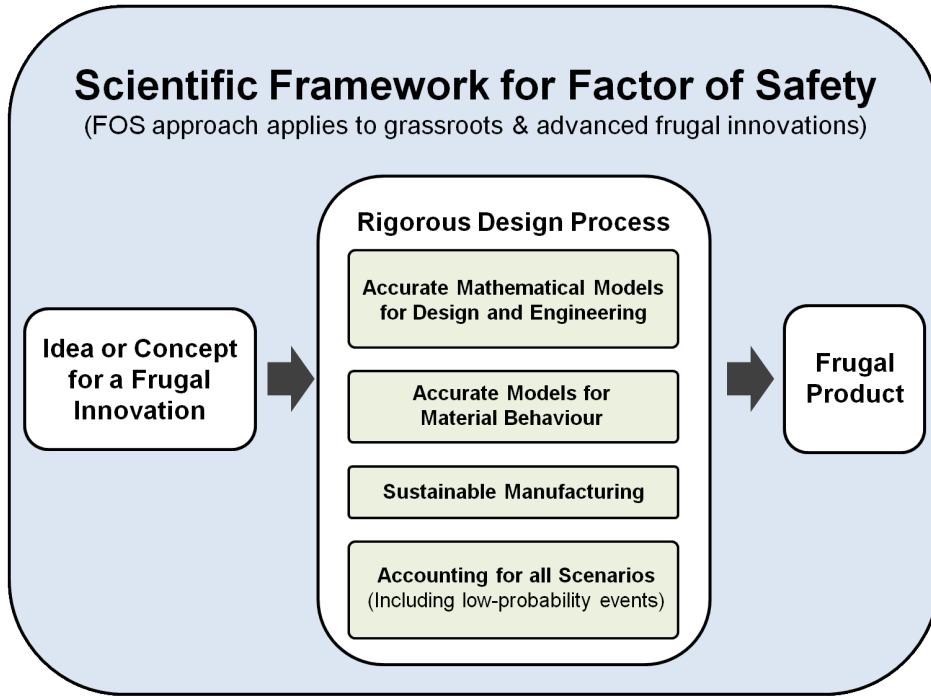 Scientific Framework for Factor of Safety
(FOS approach applies to grassroots & advanced frugal innovations)
Idea or Concept
for a Frugal
Innovation
Rigorous Design Process
Accurate Mathematical Models
for Design and Engineering
Accurate Models for
Material Behaviour
Sustainable Manufacturing
Accounting for all Scenarios
(Including low-probability events)
Frugal
Product